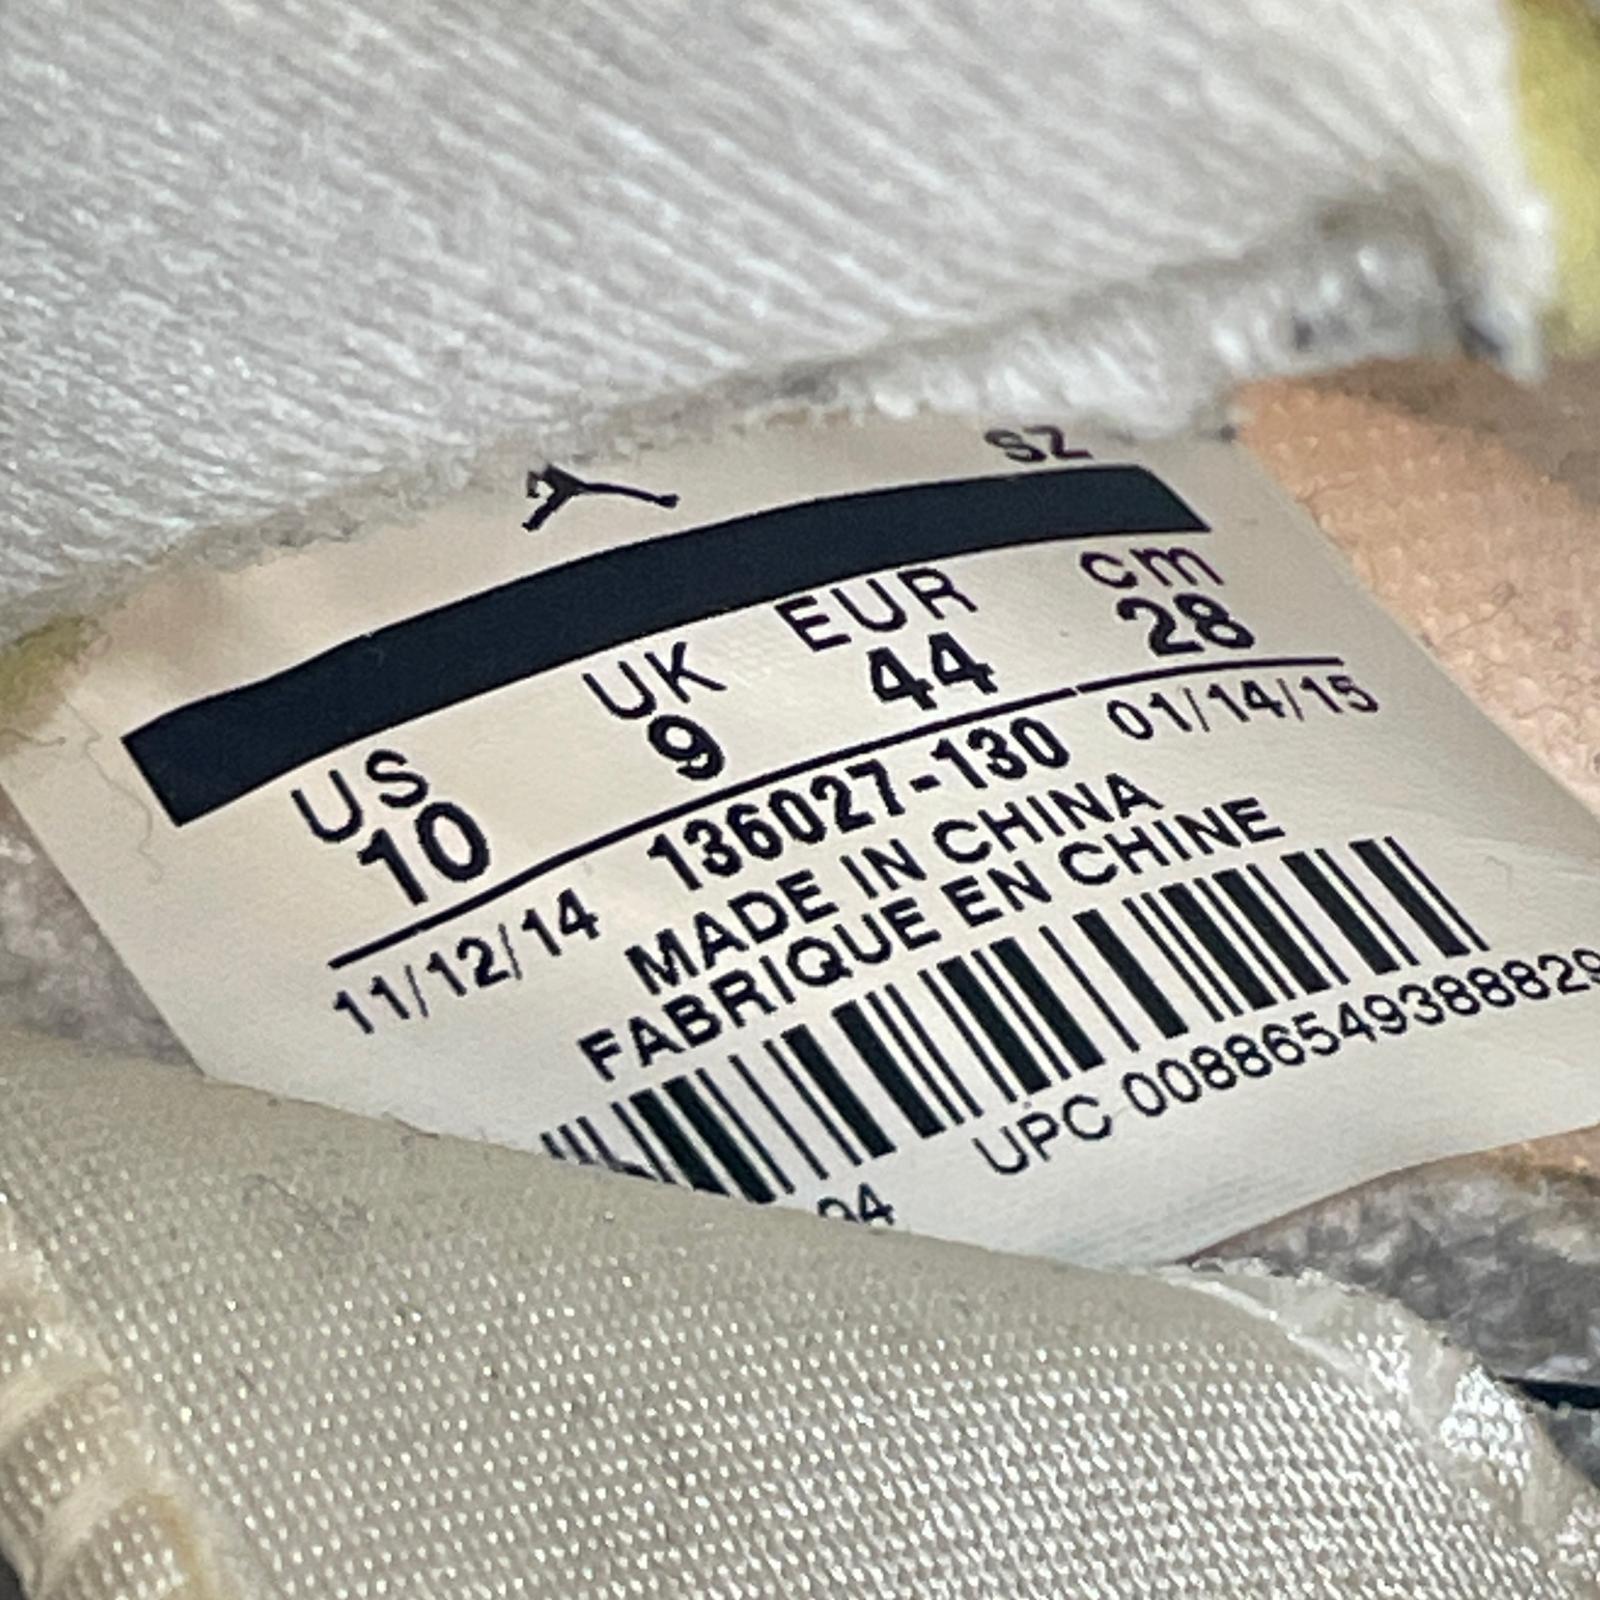 SZ
US UK EUR cm
10 9 44 28
11/12/14 136027-130 01/14/15
MADE IN CHINA
FABRIQUE EN CHINE
UPC 00886549388829